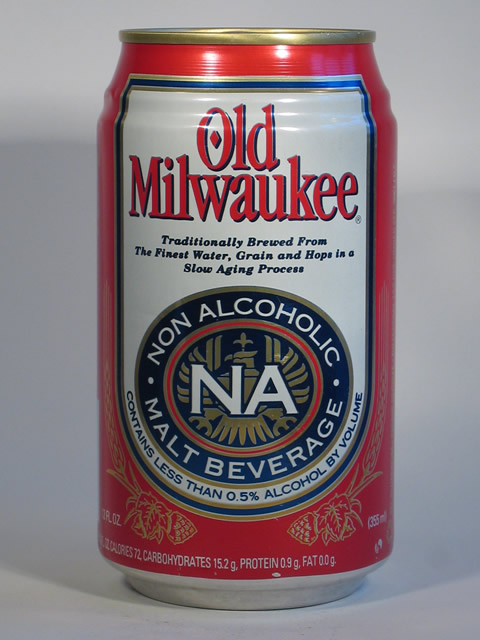 Old
Milwaukee®
Traditionally Brewed From
The Finest Water, Grain and Hops in a
Slow Aging Process
NON ALCOHOLIC
NA
MALT BEVERAGE
CONTAINS LESS THAN 0.5% ALCOHOL BY VOLUME
FL. OZ.
(355 ml)
CALORIES 72, CARBOHYDRATES 15.2 g, PROTEIN 0.9 g, FAT 0.0 g.